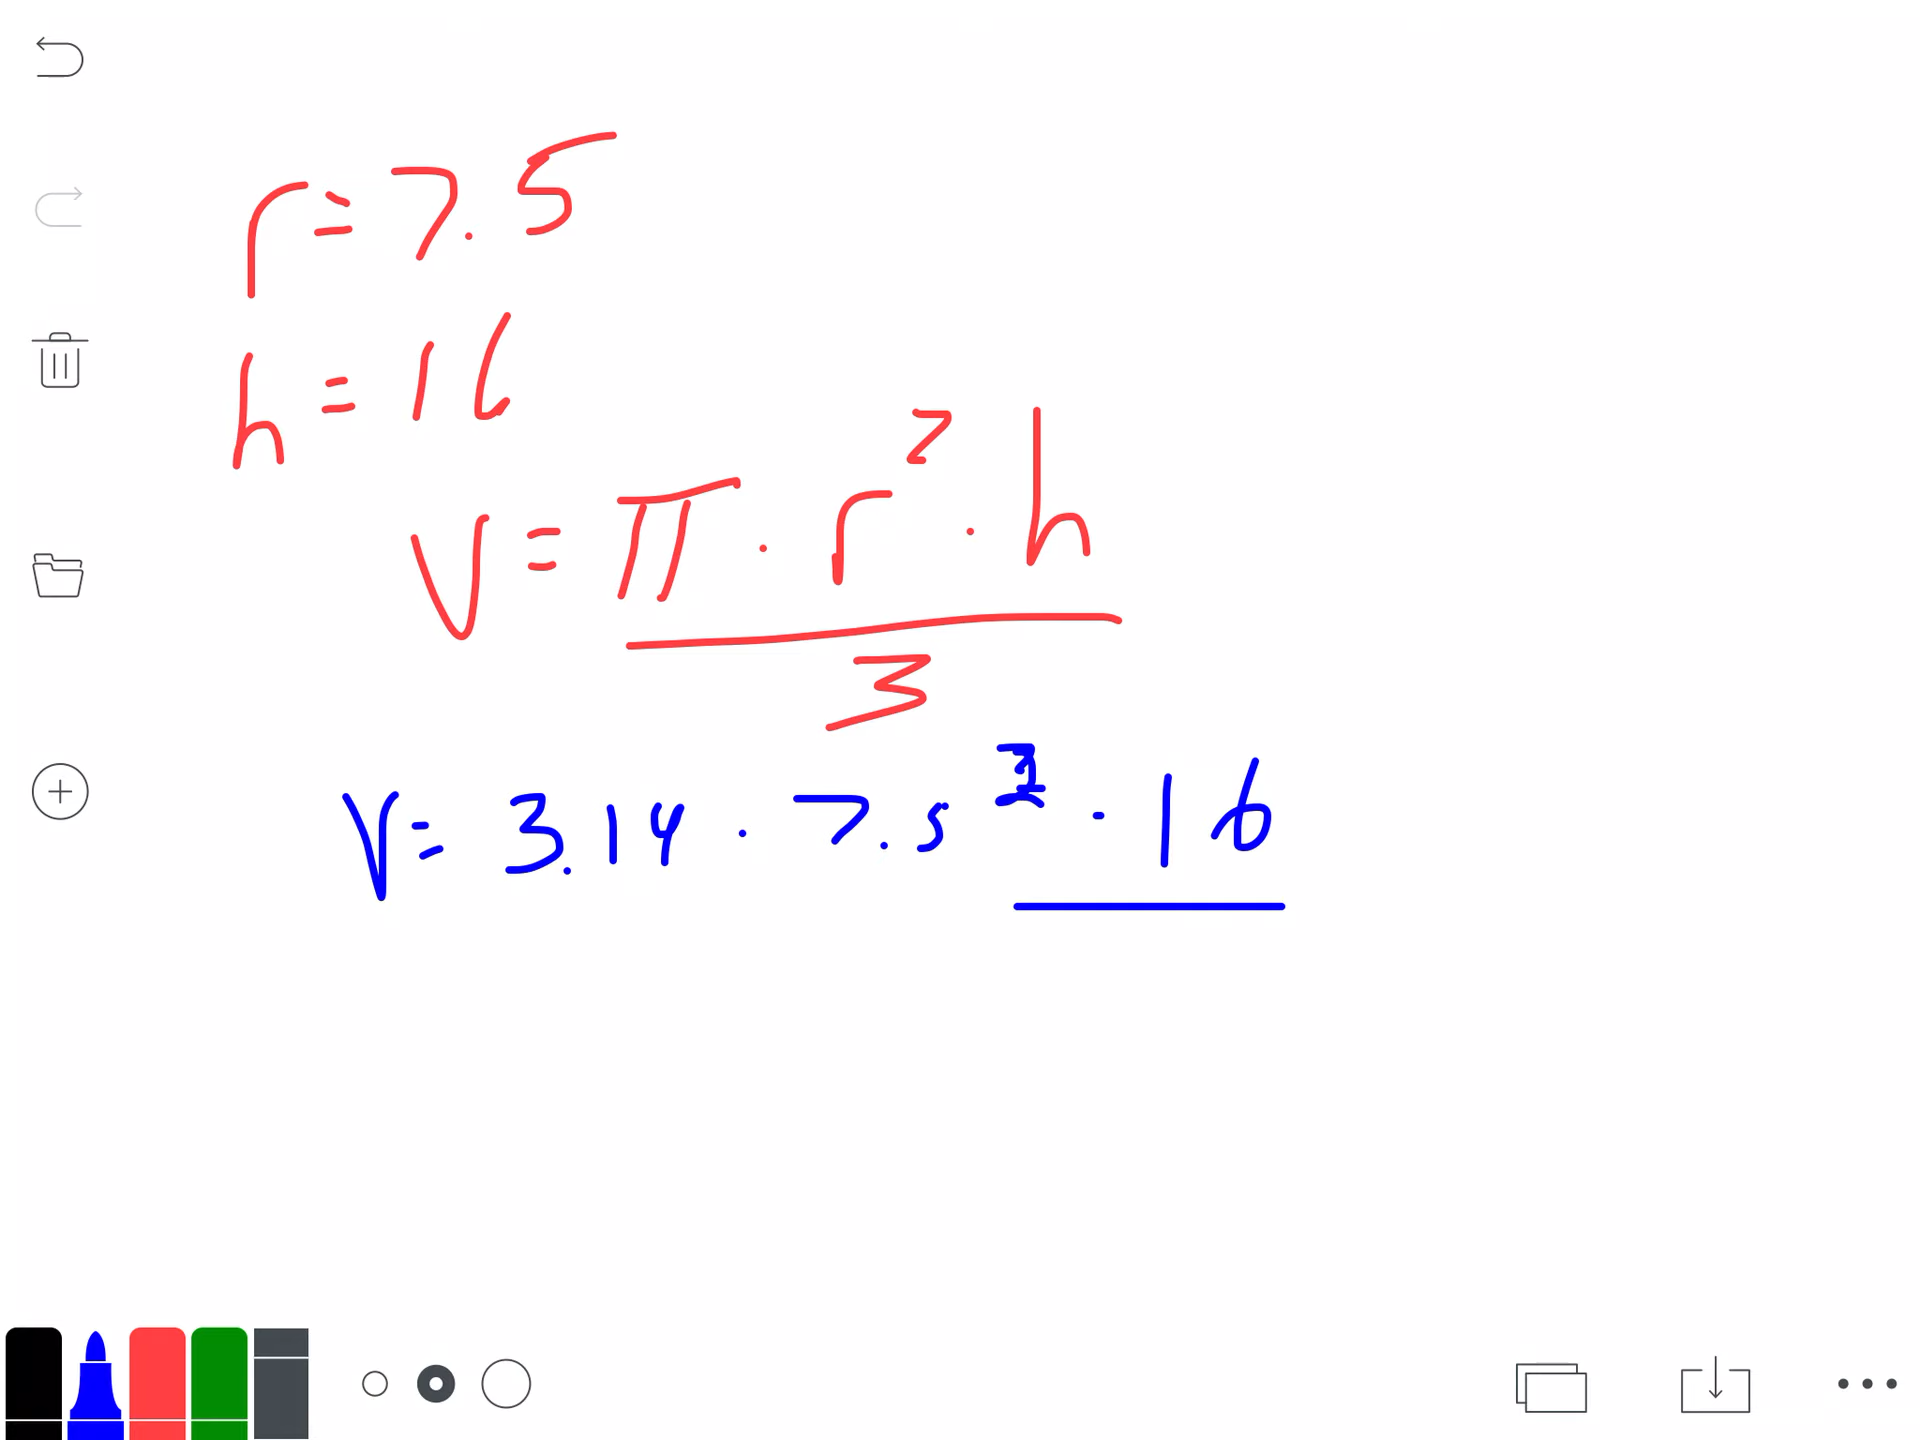 r = 7.5
h = 16
V = π · r² · h
3
V = 3.14 · 7.5² · 16